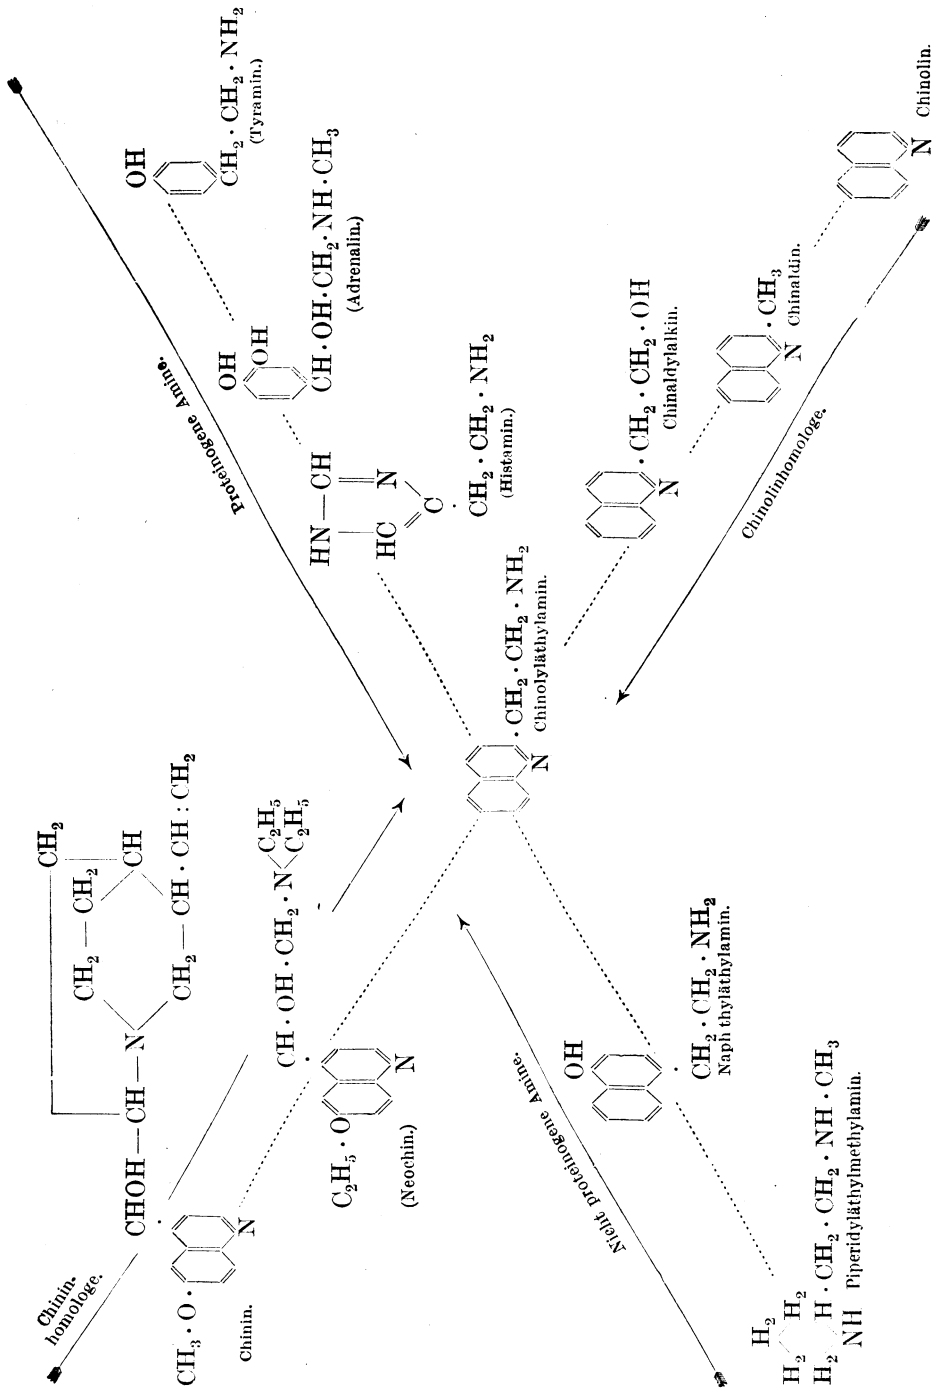 Chinin-
homologe.
CH₂
CH₂ — CH₂
CHOH — CH — N
CH
CH₂ — CH · CH : CH₂
CH₃ · O ·
N
Chinin.
CH · OH · CH₂ · N
C₂H₅
C₂H₅
C₂H₅ · O
N
(Neochin.)
Proteinogene Amine.
OH
CH₂ · CH₂ · NH₂
(Tyramin.)
OH
OH
CH · OH · CH₂ · NH · CH₃
(Adrenalin.)
HN — CH
HC
N
C
CH₂ · CH₂ · NH₂
(Histamin.)
· CH₂ · CH₂ · NH₂
N
Chinolyläthylamin.
Nicht proteinogene Amine.
OH
CH₂ · CH₂ · NH₂
Naphthyläthylamin.
H₂
H₂
H₂
H₂
H · CH₂ · CH₂ · NH · CH₃
NH
Piperidyläthylmethylamin.
· CH₂ · CH₂ · OH
N
Chinaldylalkin.
· CH₃
N
Chinaldin.
Chinolinhomologe.
N
Chinolin.